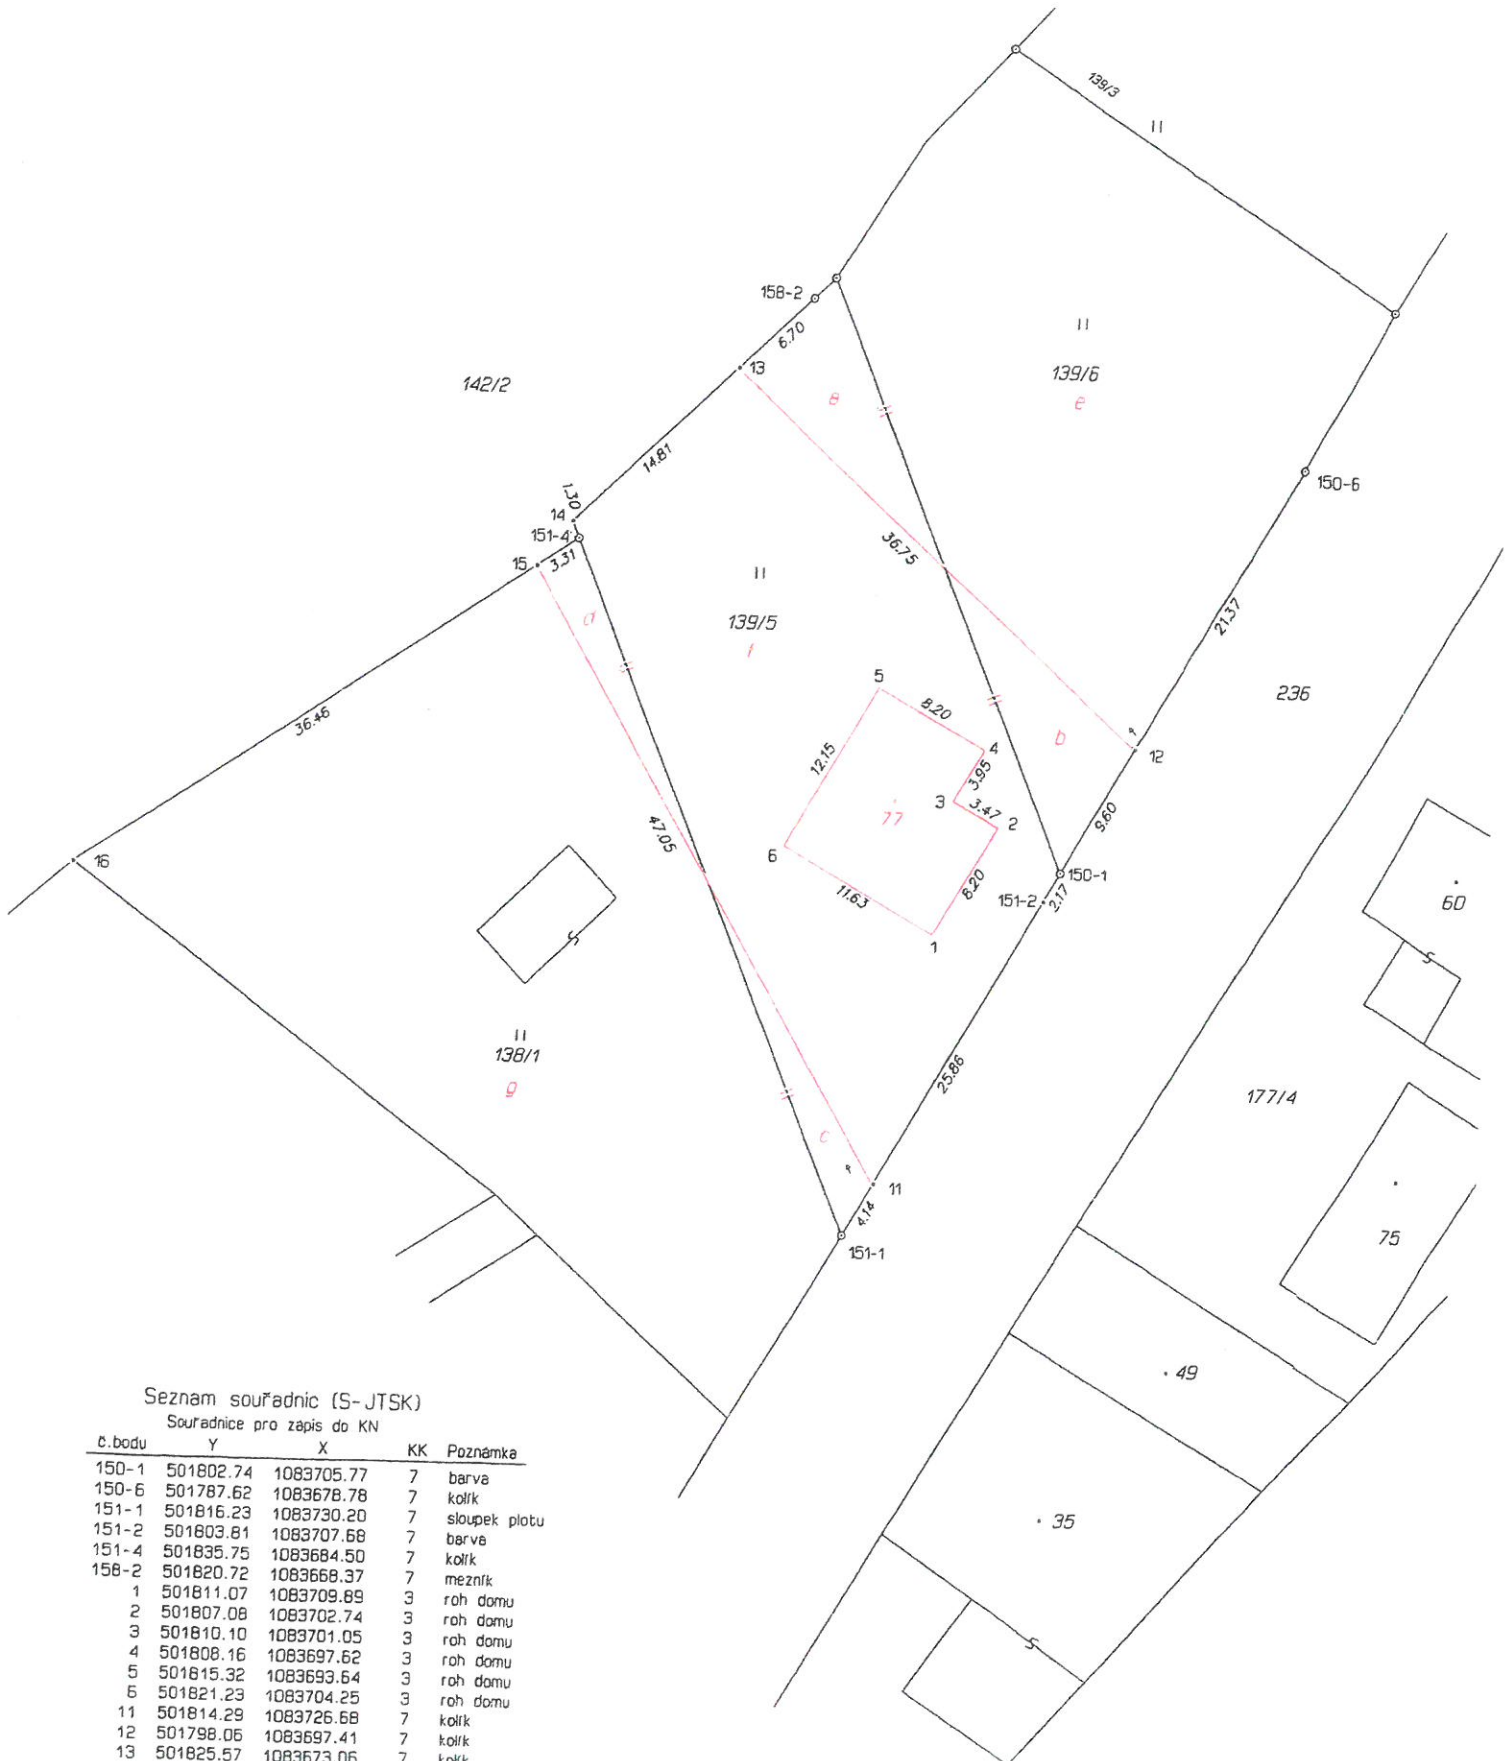 139/3
II
158-2
II
6.70
13
139/6
142/2
a
e
14.81
150-6
1.30
14
151-4
36.75
15
3.31
II
d
139/5
21.37
f
5
236
8.20
b
36.46
4
12
12.15
3.95
3
3.47
77
2
9.60
47.05
6
16
150-1
11.63
8.20
151-2
2.17
60
S
1
S
II
138/1
25.86
g
177/4
c
11
4.14
75
151-1
49
Seznam souřadnic (S-JTSK)
Souřadnice pro zápis do KN
č.bodu Y X KK Poznámka
150-1 501802.74 1083705.77 7 barva
150-6 501787.62 1083678.78 7 kolík
151-1 501816.23 1083730.20 7 sloupek plotu
151-2 501803.81 1083707.68 7 barva
151-4 501835.75 1083684.50 7 kolík
158-2 501820.72 1083668.37 7 mezník
1 501811.07 1083709.89 3 roh domu
2 501807.08 1083702.74 3 roh domu
3 501810.10 1083701.05 3 roh domu
4 501808.16 1083697.62 3 roh domu
5 501815.32 1083693.64 3 roh domu
6 501821.23 1083704.25 3 roh domu
11 501814.29 1083726.68 7 kolík
12 501798.06 1083697.41 7 kolík
13 501825.57 1083673.06 7 kolík
35
S